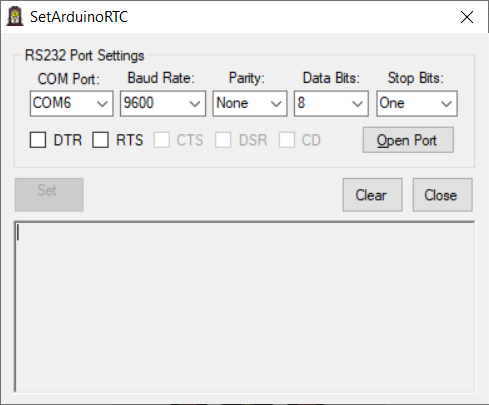 SetArduinoRTC
RS232 Port Settings
COM Port: Baud Rate: Parity: Data Bits: Stop Bits:
COM6 9600 None 8 One
DTR RTS CTS DSR CD Open Port
Set Clear Close